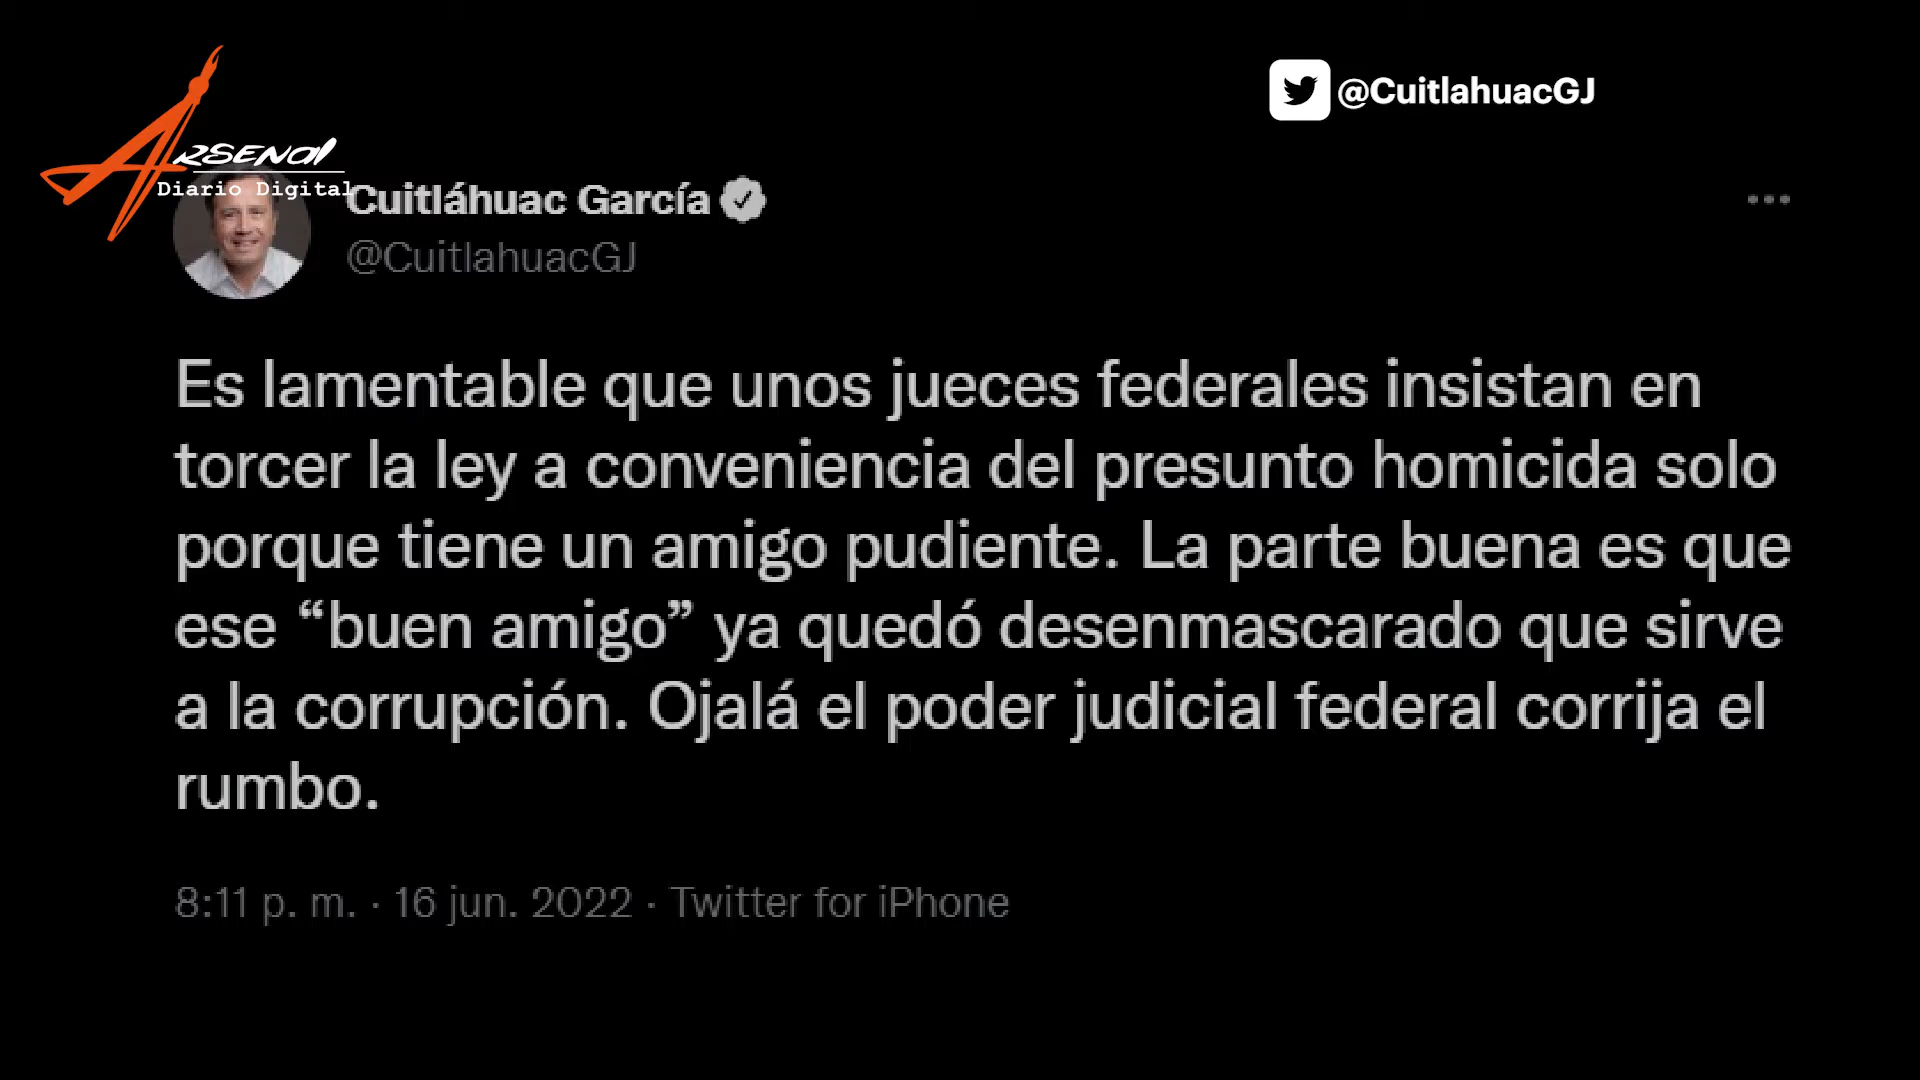 Arsenal
Diario Digital
@CuitlahuacGJ
Cuitláhuac García
@CuitlahuacGJ
Es lamentable que unos jueces federales insistan en
torcer la ley a conveniencia del presunto homicida solo
porque tiene un amigo pudiente. La parte buena es que
ese “buen amigo” ya quedó desenmascarado que sirve
a la corrupción. Ojalá el poder judicial federal corrija el
rumbo.
8:11 p. m. · 16 jun. 2022 · Twitter for iPhone